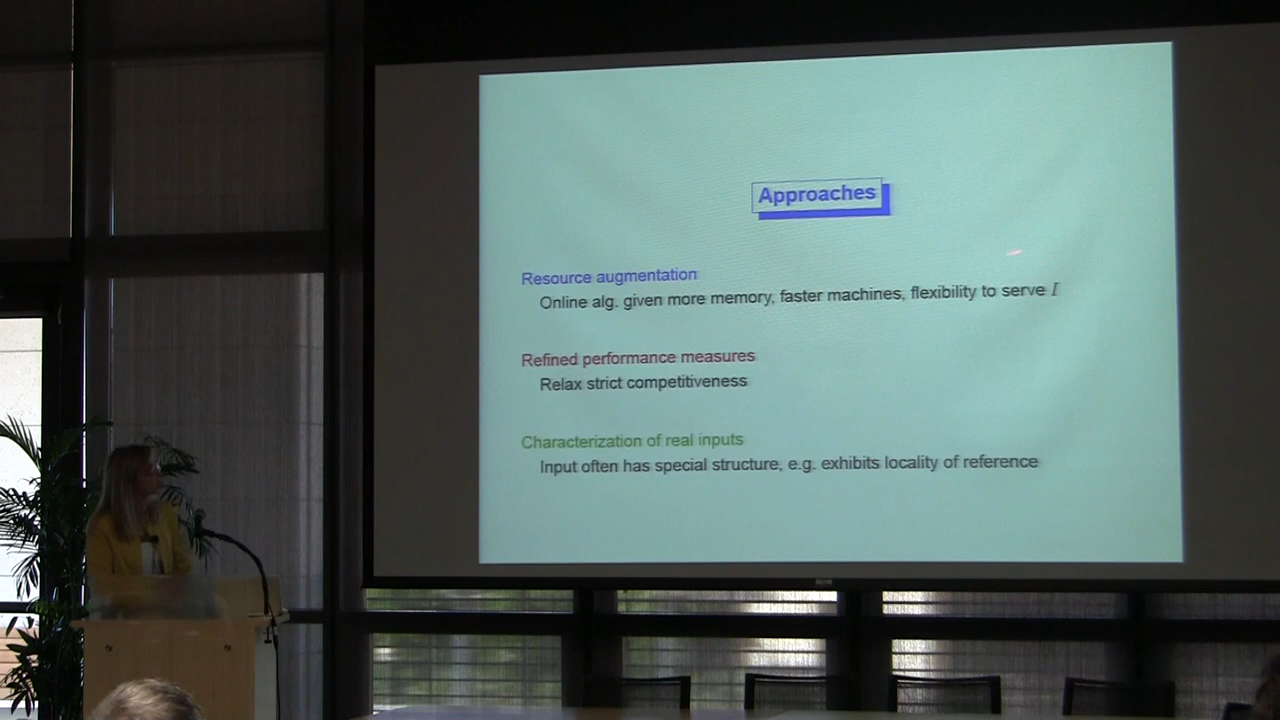 Approaches
Resource augmentation
Online alg. given more memory, faster machines, flexibility to serve I
Refined performance measures
Relax strict competitiveness
Characterization of real inputs
Input often has special structure, e.g. exhibits locality of reference